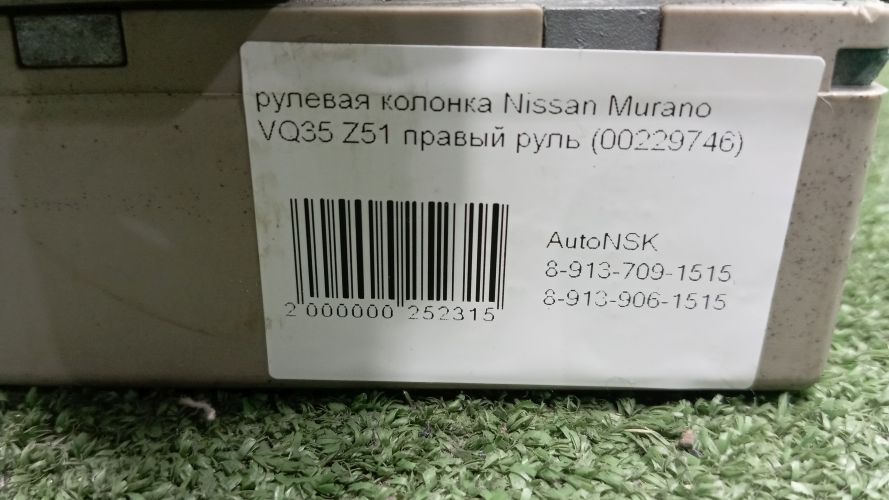 рулевая колонка Nissan Murano
VQ35 Z51 правый руль (00229746)
AutoNSK
8-913-709-1515
8-913-906-1515
2 000000 252315